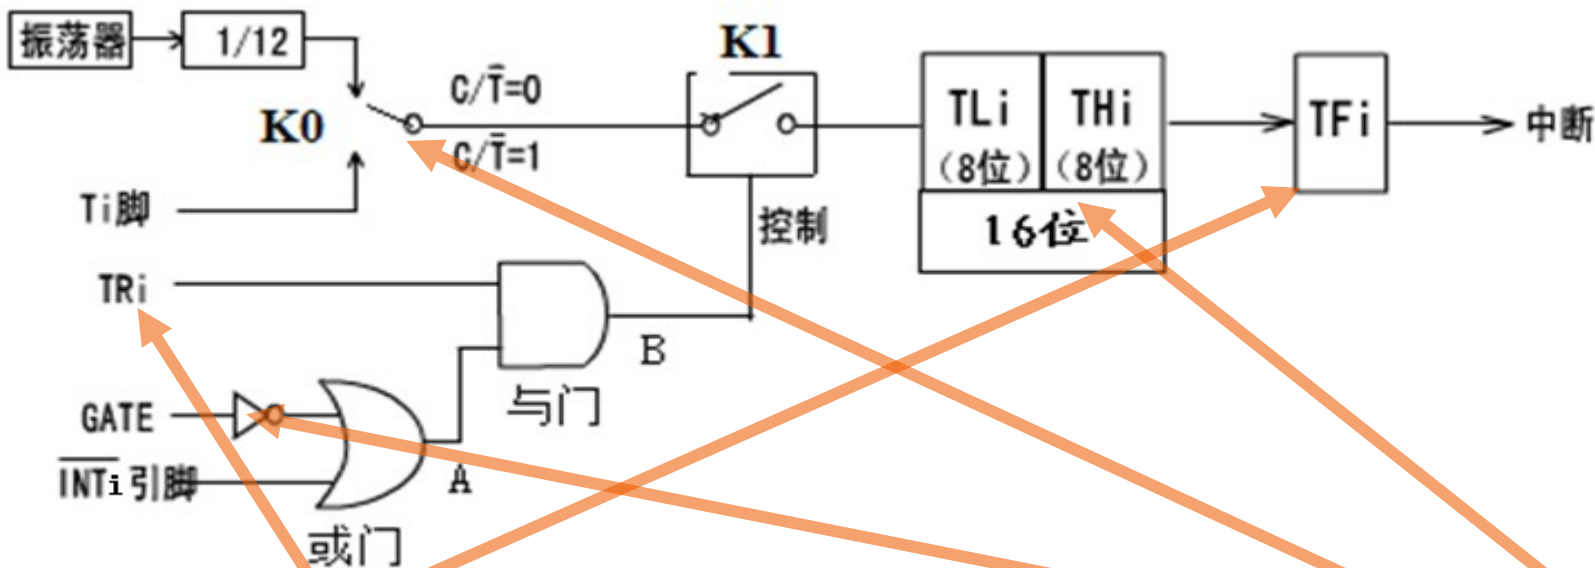 振荡器
1/12
K1
C/T̅=0
K0
C/T̅=1
TLi
(8位)
THi
(8位)
TFi
中断
Ti脚
16位
控制
TRi
B
与门
GATE
I̅N̅T̅i̅引脚
A
或门